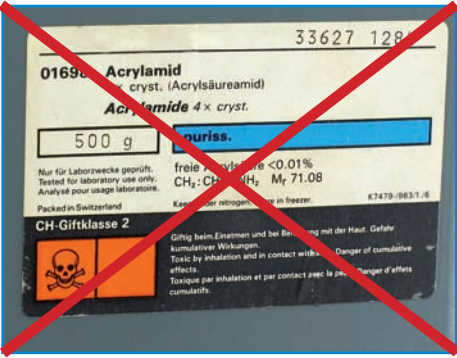 33627
Acrylamid
cryst. (Acrylsäureamid)
Acrylamide 4× cryst.
500 g
puriss.
Nur für Laborzwecke geprüft.
Tested for laboratory use only.
Analysé pour usage laboratoire.
Packed in Switzerland
freie Acrylsäure <0.01%
Mr 71.08
Keep under nitrogen. Store in freezer.
K7479-/983/1./6
CH-Giftklasse 2
Giftig beim Einatmen und bei Berührung mit der Haut. Gefahr
kumulativer Wirkungen.
Toxic by inhalation and in contact with skin. Danger of cumulative
effects.
Toxique par inhalation et par contact avec la peau. Danger d'effets
cumulatifs.